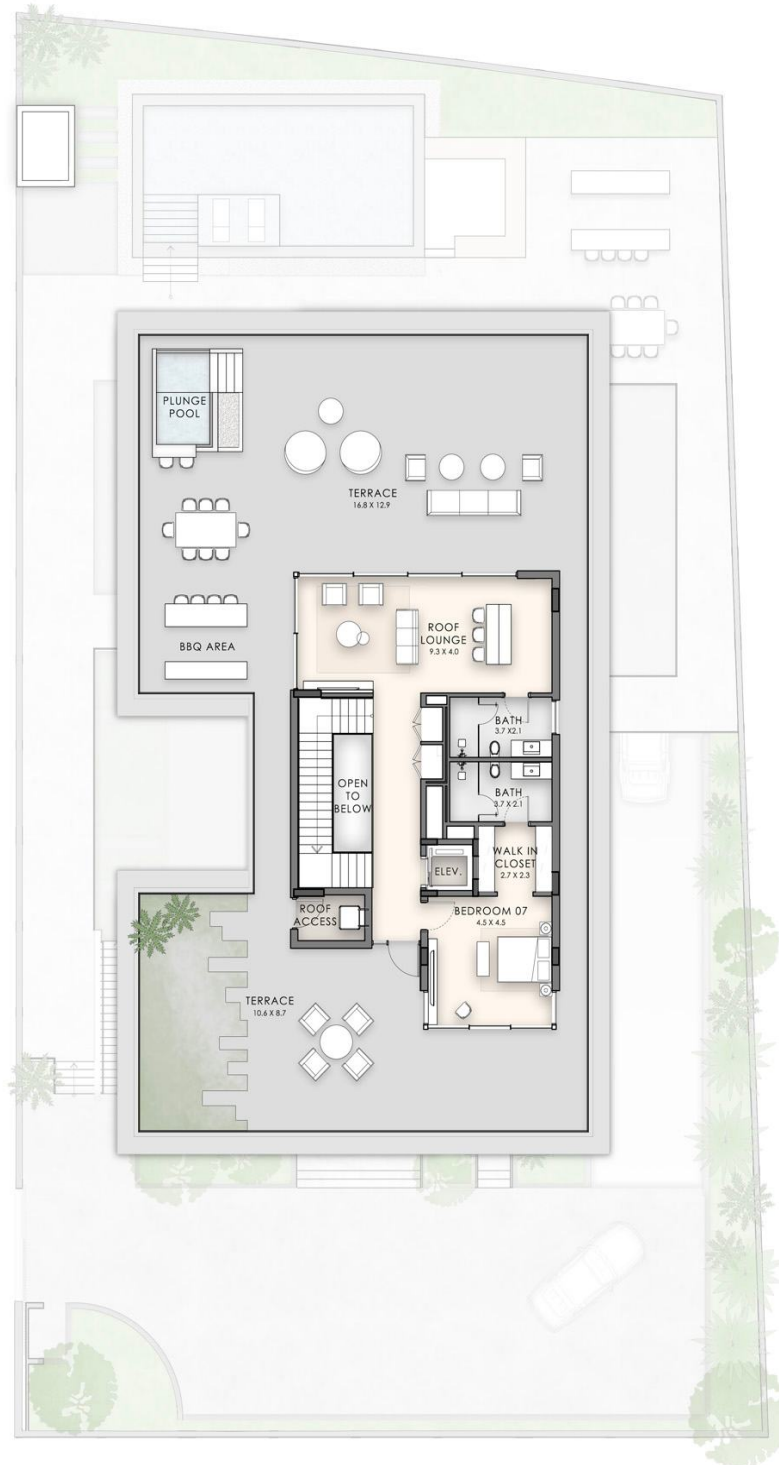 PLUNGE
POOL
TERRACE
16.8 X 12.9
ROOF
LOUNGE
9.3 X 4.0
BBQ AREA
BATH
3.7 X2.1
OPEN
TO
BELOW
BATH
3.7 X 2.1
WALK IN
CLOSET
2.7 X 2.3
ELEV.
ROOF
ACCESS
BEDROOM 07
4.5 X 4.5
TERRACE
10.6 X 8.7